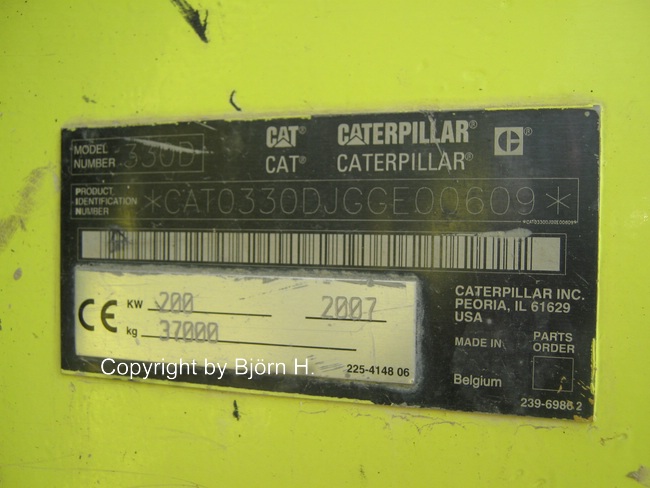 MODEL NUMBER 330D
CAT® CATERPILLAR® C®
CAT® CATERPILLAR®
PRODUCT IDENTIFICATION NUMBER *CAT0330DJGGE00609*
*CAT0330DJGGE00609*
CE KW 200 2007
kg 37000
225-4148 06
CATERPILLAR INC.
PEORIA, IL 61629
USA
MADE IN
PARTS ORDER
Belgium
239-6986 2
Copyright by Björn H.